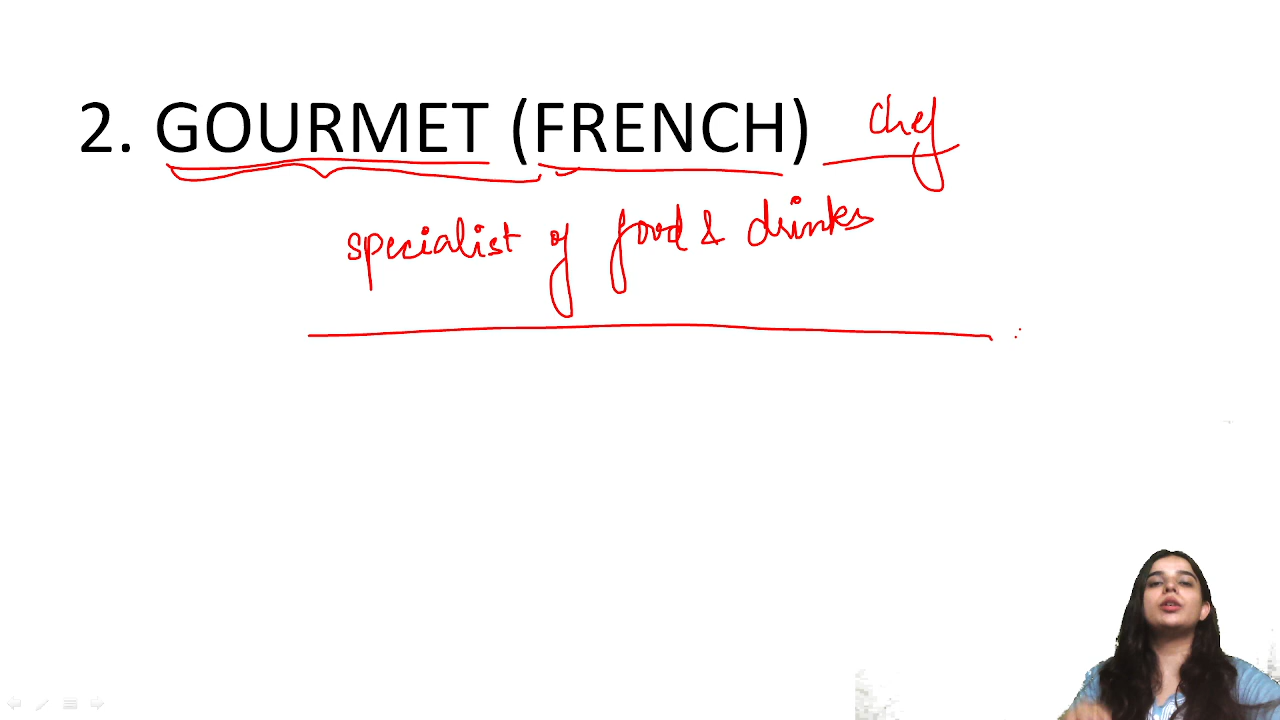 2. GOURMET (FRENCH) chef
specialist of food & drinks